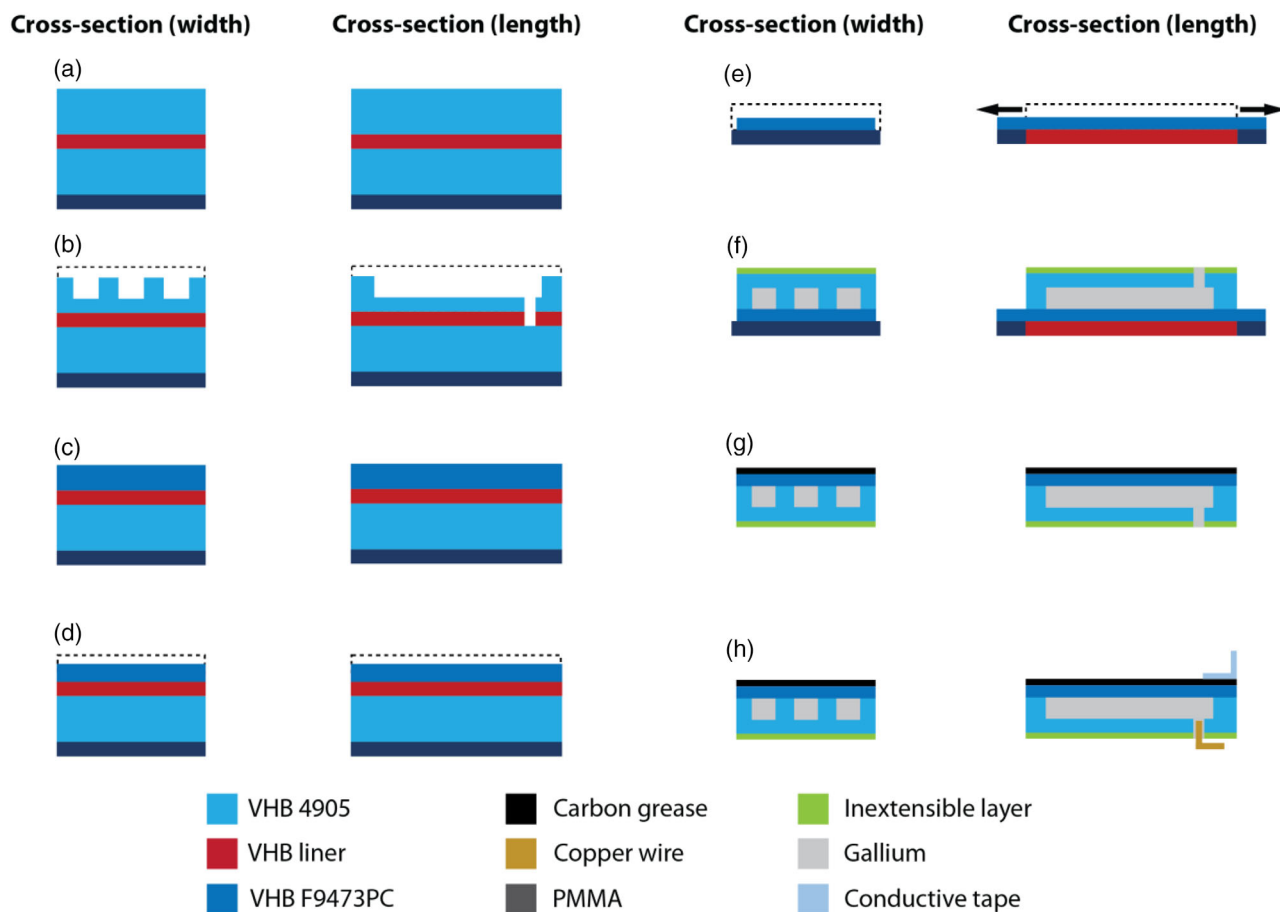 Cross-section (width) Cross-section (length) Cross-section (width) Cross-section (length)
(a)
(e)
(b)
(f)
(c)
(g)
(d)
(h)
VHB 4905 Carbon grease Inextensible layer
VHB liner Copper wire Gallium
VHB F9473PC PMMA Conductive tape